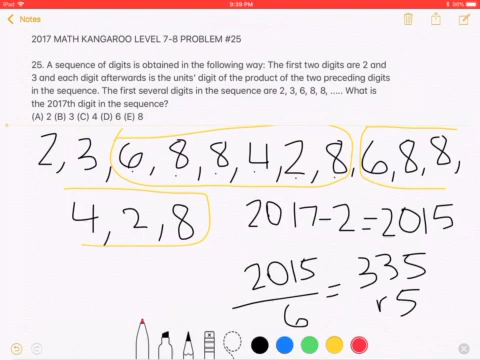 iPad
9:39 PM
90%
Notes
2017 MATH KANGAROO LEVEL 7-8 PROBLEM #25
25. A sequence of digits is obtained in the following way: The first two digits are 2 and
3 and each digit afterwards is the units' digit of the product of the two preceding digits
in the sequence. The first several digits in the sequence are 2, 3, 6, 8, 8, ..... What is
the 2017th digit in the sequence?
(A) 2 (B) 3 (C) 4 (D) 6 (E) 8
2, 3, 6, 8, 8, 4, 2, 8, 6, 8, 8,
4, 2, 8 2017-2=2015
2015/6 = 335
r5